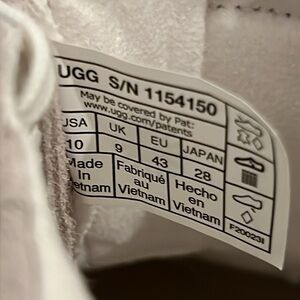 UGG S/N 1154150
May be covered by Pat:
www.ugg.com/patents
USA UK EU JAPAN
10 9 43 28
Made Fabriqué Hecho
In au en
Vietnam Vietnam Vietnam
F20023I